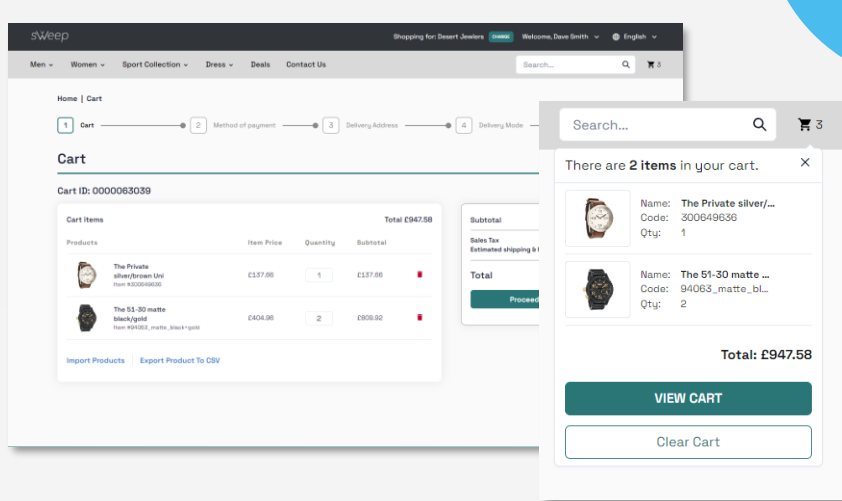 sWeep
Shopping for: Desert Jewlers CHANGE Welcome, Dave Smith English
Men Women Sport Collection Dress Deals Contact Us Search... 3
Home | Cart
1 Cart 2 Method of payment 3 Delivery Address 4 Delivery Mode
Cart
Cart ID: 0000063039
Cart Items Total £947.58
Products Item Price Quantity Subtotal
The Private
silver/brown Uni £137.66 1 £137.66
Item #300649636
The 51-30 matte
black/gold £404.96 2 £809.92
Item #94063_matte_black+gold
Import Products Export Product To CSV
Subtotal
Sales Tax
Estimated shipping &
Total
Proceed
Search... 3
There are 2 items in your cart.
Name: The Private silver/...
Code: 300649636
Qty: 1
Name: The 51-30 matte ...
Code: 94063_matte_bl...
Qty: 2
Total: £947.58
VIEW CART
Clear Cart